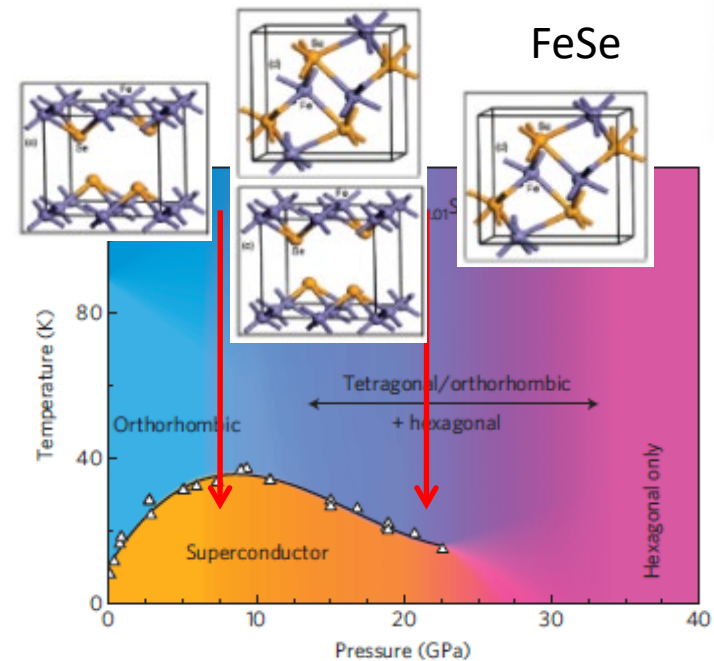 FeSe
Fe
(c)
Se
Se
(d)
Fe
Fe
(c)
Se
Se
(d)
Fe
01S
Temperature (K)
80
40
0
Tetragonal/orthorhombic
+ hexagonal
Orthorhombic
Superconductor
Hexagonal only
0
10
20
30
40
Pressure (GPa)